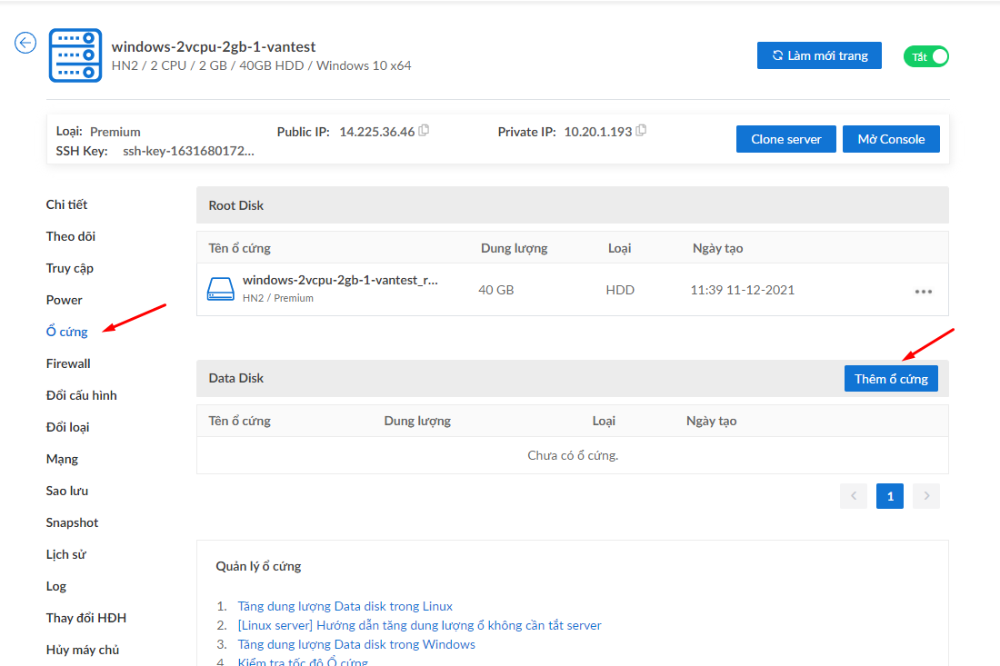 windows-2vcpu-2gb-1-vantest
HN2 / 2 CPU / 2 GB / 40GB HDD / Windows 10 x64
Làm mới trang
Tắt
Loại: Premium
Public IP: 14.225.36.46
Private IP: 10.20.1.193
SSH Key: ssh-key-1631680172...
Clone server
Mở Console
Chi tiết
Theo dõi
Truy cập
Power
Ổ cứng
Firewall
Đổi cấu hình
Đổi loại
Mạng
Sao lưu
Snapshot
Lịch sử
Log
Thay đổi HĐH
Hủy máy chủ
Root Disk
Tên ổ cứng Dung lượng Loại Ngày tạo
windows-2vcpu-2gb-1-vantest_r...
HN2 / Premium
40 GB HDD 11:39 11-12-2021
Data Disk
Thêm ổ cứng
Tên ổ cứng Dung lượng Loại Ngày tạo
Chưa có ổ cứng.
1
Quản lý ổ cứng
1. Tăng dung lượng Data disk trong Linux
2. [Linux server] Hướng dẫn tăng dung lượng ổ không cần tắt server
3. Tăng dung lượng Data disk trong Windows
4. Kiểm tra tốc độ Ổ cứng